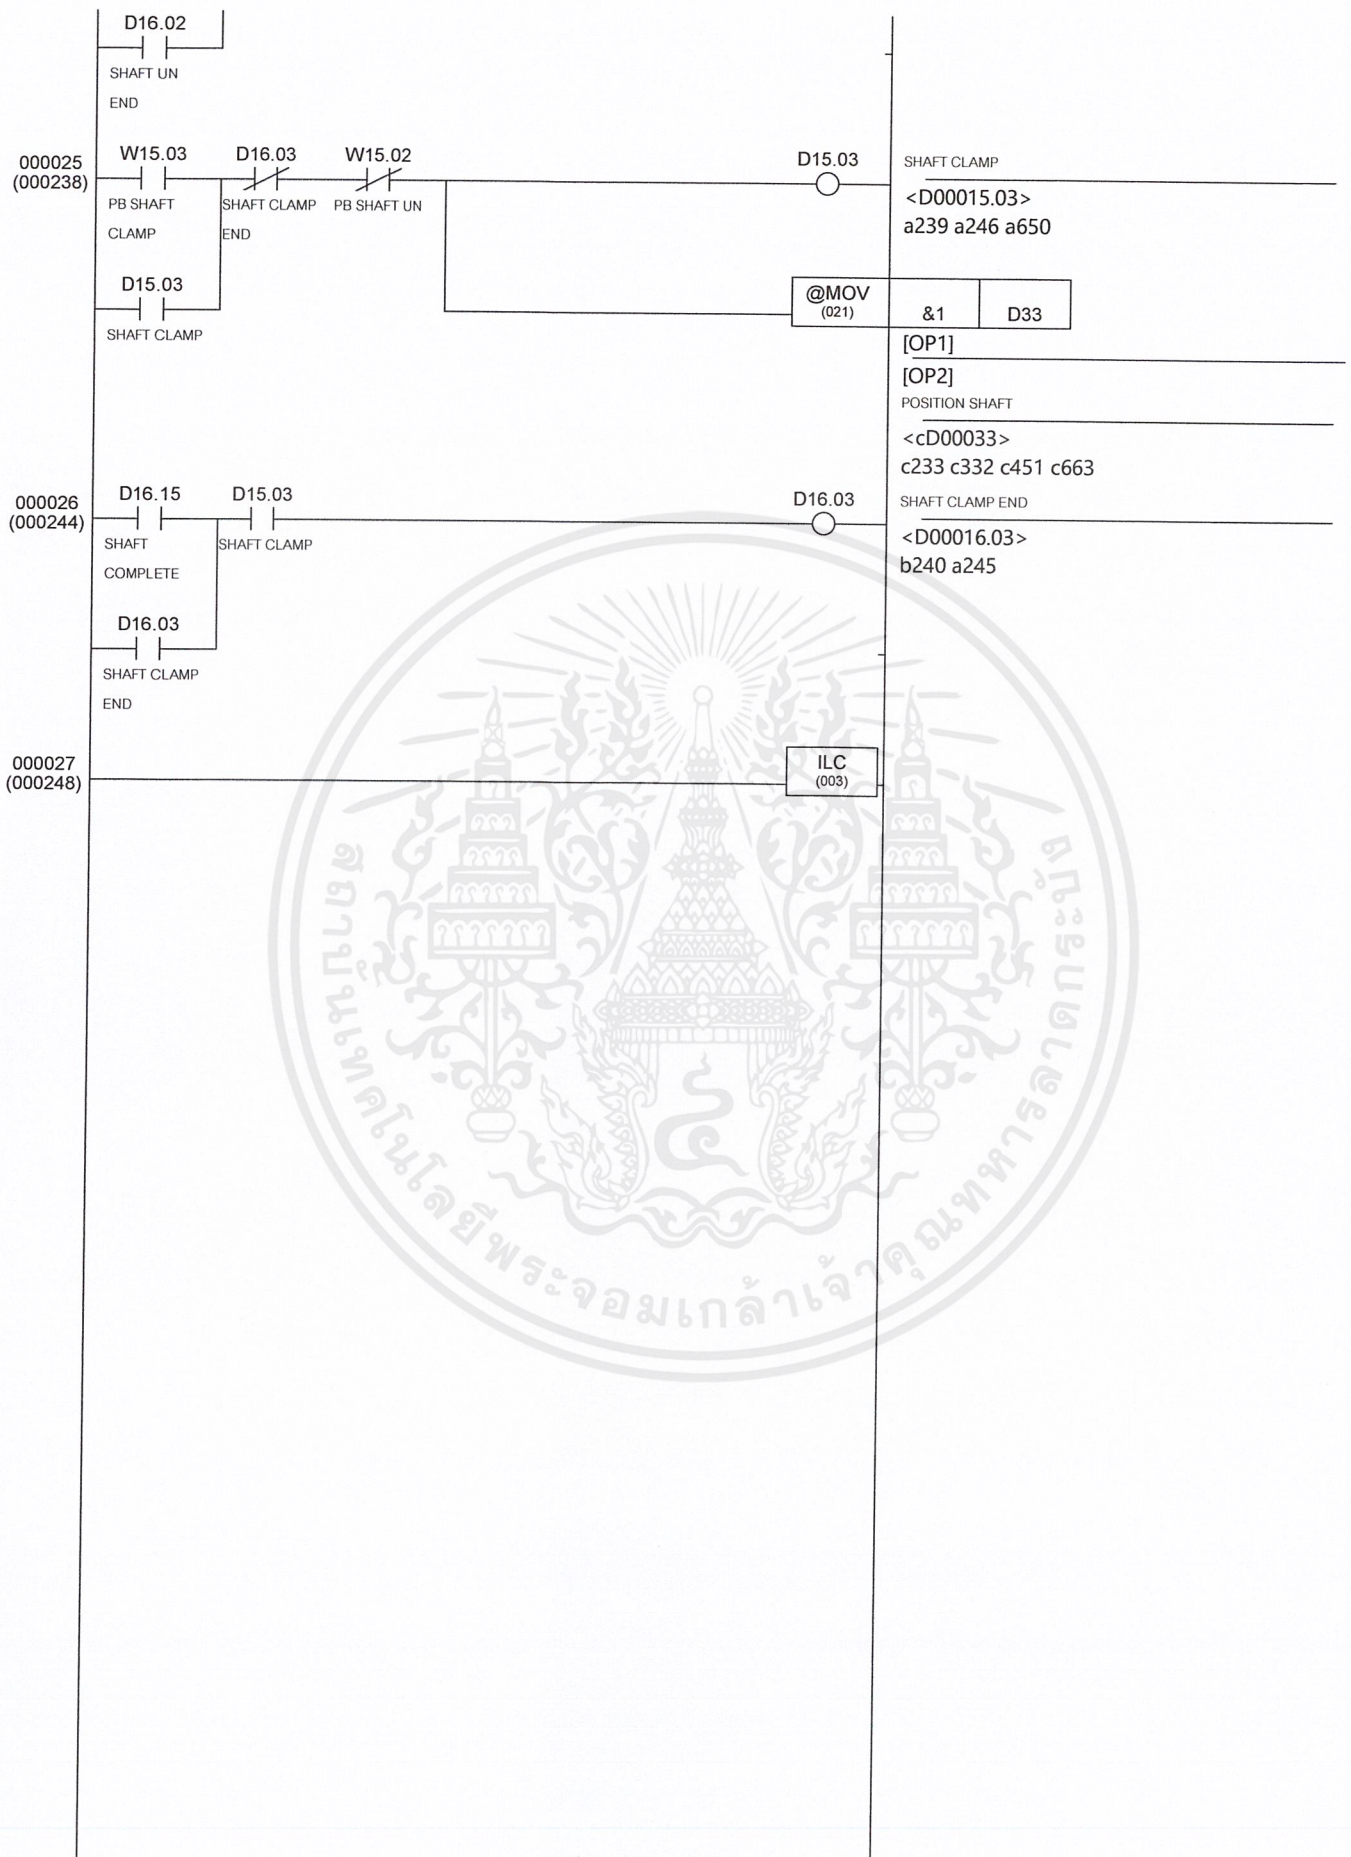 D16.02
SHAFT UN
END
000025
(000238)
W15.03
D16.03
W15.02
D15.03
SHAFT CLAMP
PB SHAFT
CLAMP
SHAFT CLAMP
END
PB SHAFT UN
<D00015.03>
a239 a246 a650
D15.03
SHAFT CLAMP
@MOV
(021)
&1
D33
[OP1]
[OP2]
POSITION SHAFT
<cD00033>
c233 c332 c451 c663
000026
(000244)
D16.15
D15.03
D16.03
SHAFT CLAMP END
SHAFT
COMPLETE
SHAFT CLAMP
<D00016.03>
b240 a245
D16.03
SHAFT CLAMP
END
000027
(000248)
ILC
(003)
สถาบันเทคโนโลยีพระจอมเกล้าเจ้าคุณทหารลาดกระบัง